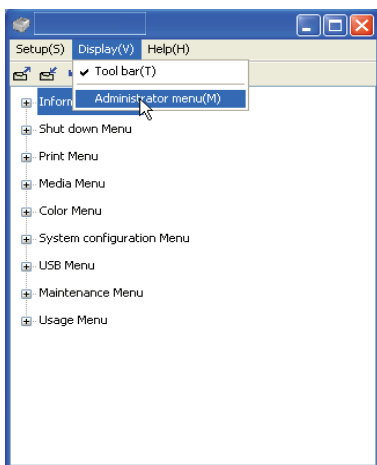 Setup(S) Display(V) Help(H)
Tool bar(T)
Administrator menu(M)
Inform
Shut down Menu
Print Menu
Media Menu
Color Menu
System configuration Menu
USB Menu
Maintenance Menu
Usage Menu